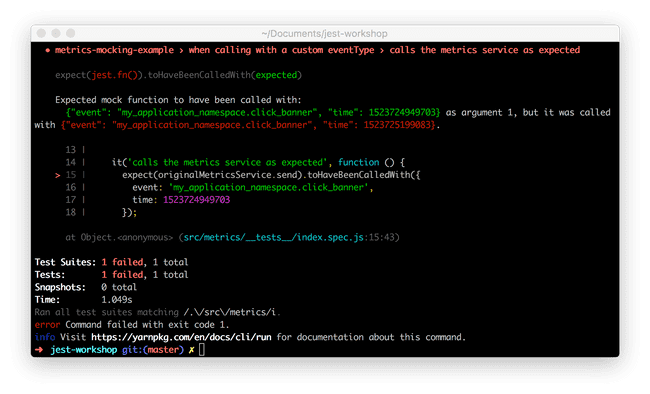 ~/Documents/jest-workshop
● metrics-mocking-example › when calling with a custom eventType › calls the metrics service as expected
expect(jest.fn()).toHaveBeenCalledWith(expected)
Expected mock function to have been called with:
{"event": "my_application_namespace.click_banner", "time": 1523724949703} as argument 1, but it was called
with {"event": "my_application_namespace.click_banner", "time": 1523725199083}.
13 |
14 | it('calls the metrics service as expected', function () {
> 15 | expect(originalMetricsService.send).toHaveBeenCalledWith({
16 | event: 'my_application_namespace.click_banner',
17 | time: 1523724949703
18 | });
at Object.<anonymous> (src/metrics/__tests__/index.spec.js:15:43)
Test Suites: 1 failed, 1 total
Tests: 1 failed, 1 total
Snapshots: 0 total
Time: 1.049s
Ran all test suites matching /.\/src\/metrics/i.
error Command failed with exit code 1.
info Visit https://yarnpkg.com/en/docs/cli/run for documentation about this command.
➜ jest-workshop git:(master) ✗